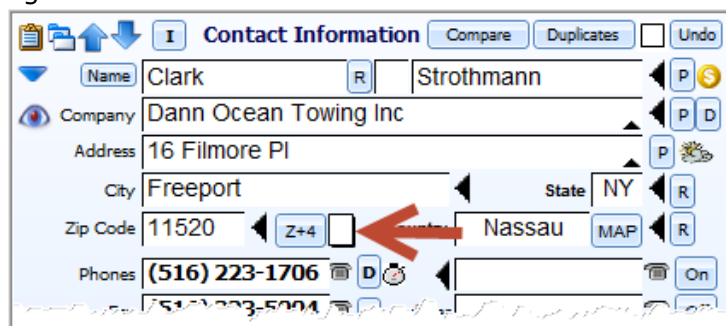 I Contact Information Compare Duplicates Undo
Name Clark R Strothmann P S
Company Dann Ocean Towing Inc P D
Address 16 Filmore Pl P
City Freeport State NY R
Zip Code 11520 Z+4 Nassau MAP R
Phones (516) 223-1706 D On